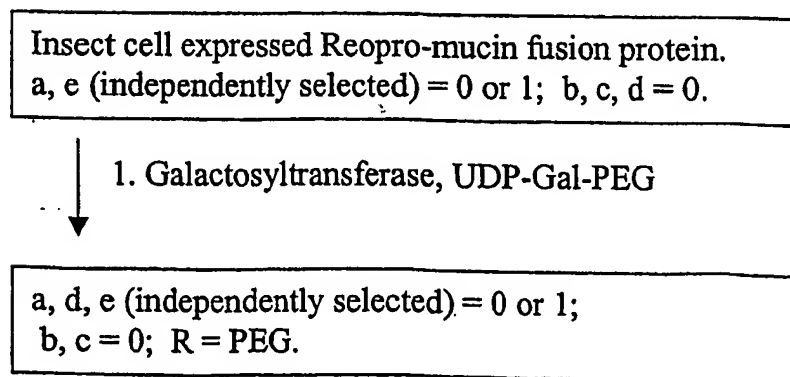 Insect cell expressed Reopro-mucin fusion protein.
a, e (independently selected) = 0 or 1; b, c, d = 0.
1. Galactosyltransferase, UDP-Gal-PEG
a, d, e (independently selected) = 0 or 1;
b, c = 0; R = PEG.